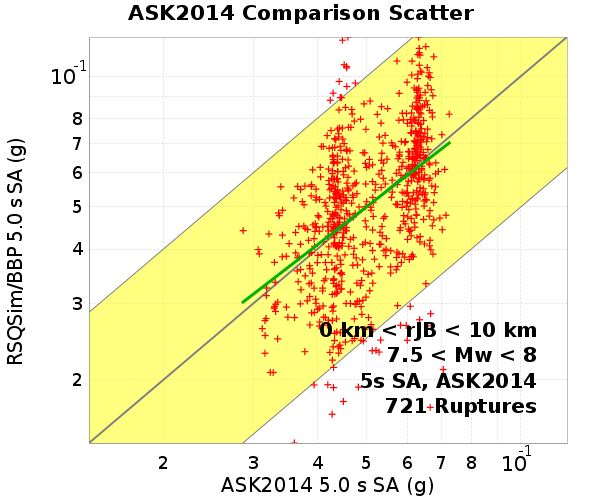 ASK2014 Comparison Scatter
RSQSim/BBP 5.0 s SA (g)
10-1
8
7
6
5
4
3
2
0 km < rJB < 10 km
7.5 < Mw < 8
5s SA, ASK2014
721 Ruptures
2 3 4 5 6 7 8 10-1
ASK2014 5.0 s SA (g)